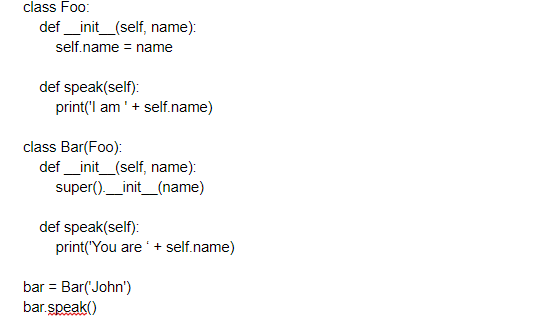 class Foo:
    def __init__(self, name):
        self.name = name

    def speak(self):
        print('I am ' + self.name)

class Bar(Foo):
    def __init__(self, name):
        super().__init__(name)

    def speak(self):
        print('You are ‘ + self.name)

bar = Bar('John')
bar.speak()